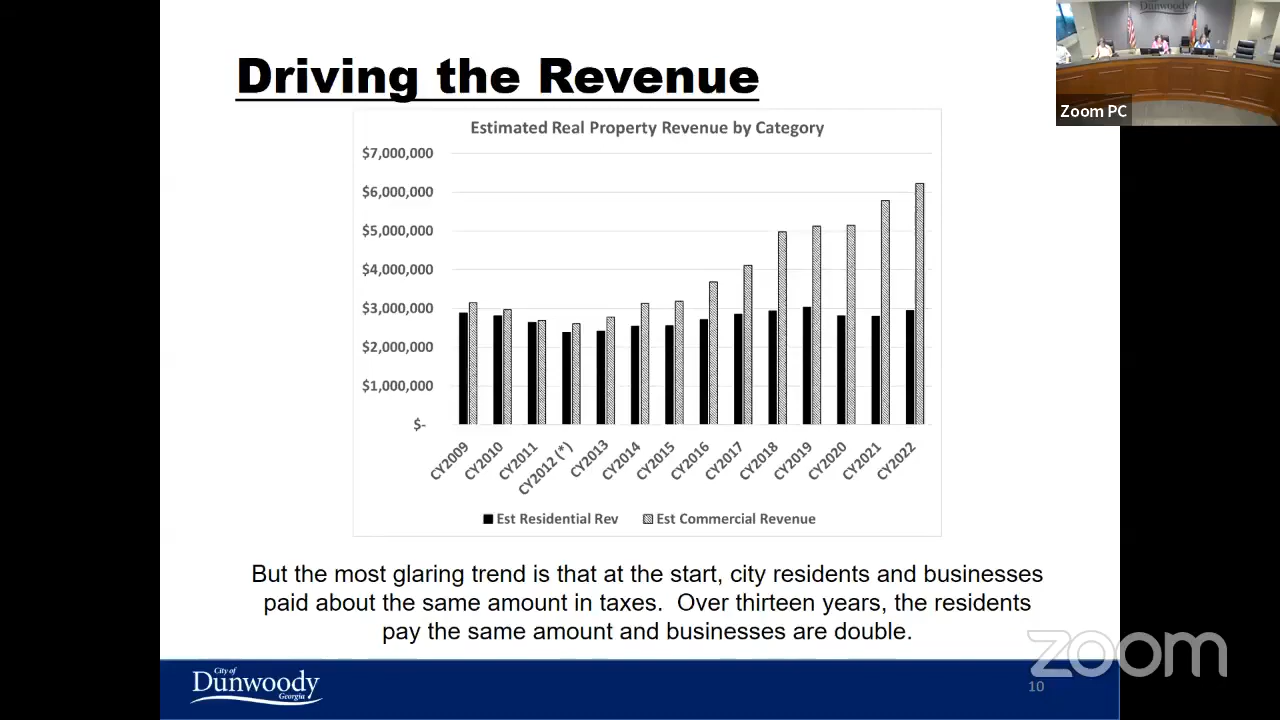 Driving the Revenue
Dunwoody
Zoom PC
Estimated Real Property Revenue by Category
$7,000,000
$6,000,000
$5,000,000
$4,000,000
$3,000,000
$2,000,000
$1,000,000
$-
CY2009
CY2010
CY2011
CY2012 (*)
CY2013
CY2014
CY2015
CY2016
CY2017
CY2018
CY2019
CY2020
CY2021
CY2022
Est Residential Rev
Est Commercial Revenue
But the most glaring trend is that at the start, city residents and businesses
paid about the same amount in taxes. Over thirteen years, the residents
pay the same amount and businesses are double.
zoom
City of
Dunwoody
Georgia
10